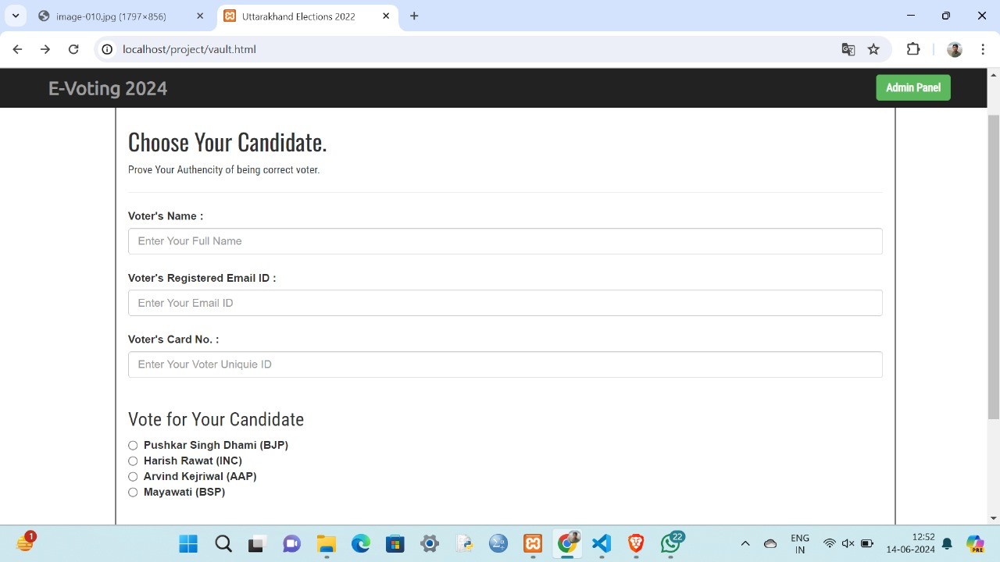 image-010.jpg (1797×856)
Uttarakhand Elections 2022
localhost/project/vault.html
E-Voting 2024
Admin Panel
Choose Your Candidate.
Prove Your Authencity of being correct voter.
Voter's Name :
Enter Your Full Name
Voter's Registered Email ID :
Enter Your Email ID
Voter's Card No. :
Enter Your Voter Uniquie ID
Vote for Your Candidate
Pushkar Singh Dhami (BJP)
Harish Rawat (INC)
Arvind Kejriwal (AAP)
Mayawati (BSP)
1
22
ENG
IN
12:52
14-06-2024
PRE